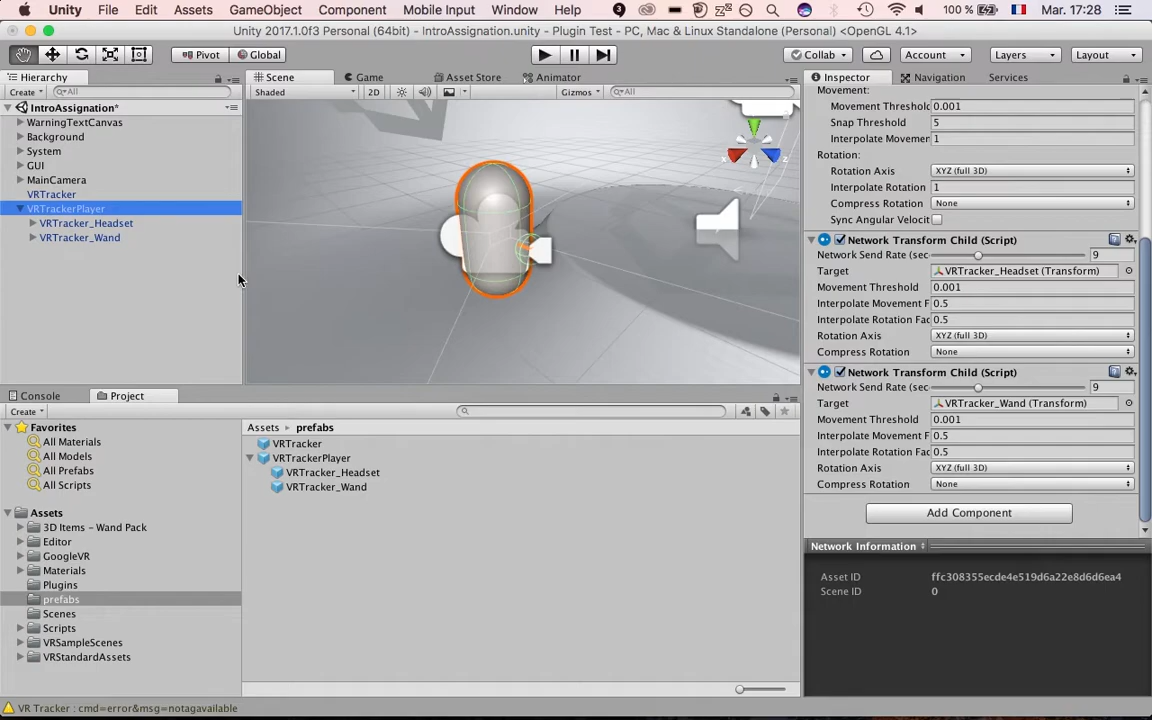 Unity File Edit Assets GameObject Component Mobile Input Window Help 3 100 % Mar. 17:28
Unity 2017.1.0f3 Personal (64bit) - IntroAssignation.unity - Plugin Test - PC, Mac & Linux Standalone (Personal) <OpenGL 4.1>
Pivot Global Collab Account Layers Layout
Hierarchy Scene Game Asset Store Animator Inspector Navigation Services
Create All Shaded 2D Gizmos All Movement:
IntroAssignation* Movement Threshold 0.001
WarningTextCanvas Snap Threshold 5
Background Interpolate Movemen 1
System Rotation:
GUI Rotation Axis XYZ (full 3D)
MainCamera Interpolate Rotation 1
VRTracker Compress Rotation None
VRTrackerPlayer Sync Angular Velocit
VRTracker_Headset
VRTracker_Wand
Network Transform Child (Script)
Network Send Rate (sec 9
Target VRTracker_Headset (Transform)
Movement Threshold 0.001
Interpolate Movement F 0.5
Interpolate Rotation Fac 0.5
Rotation Axis XYZ (full 3D)
Compress Rotation None
Network Transform Child (Script)
Network Send Rate (sec 9
Target VRTracker_Wand (Transform)
Movement Threshold 0.001
Interpolate Movement F 0.5
Interpolate Rotation Fac 0.5
Rotation Axis XYZ (full 3D)
Compress Rotation None
Add Component
Network Information
Asset ID ffc308355ecde4e519d6a22e8d6d6ea4
Scene ID 0
Console Project
Create
Favorites
All Materials
All Models
All Prefabs
All Scripts
Assets
3D Items - Wand Pack
Editor
GoogleVR
Materials
Plugins
prefabs
Scenes
Scripts
VRSampleScenes
VRStandardAssets
Assets prefabs
VRTracker
VRTrackerPlayer
VRTracker_Headset
VRTracker_Wand
VR Tracker : cmd=error&msg=notagavailable